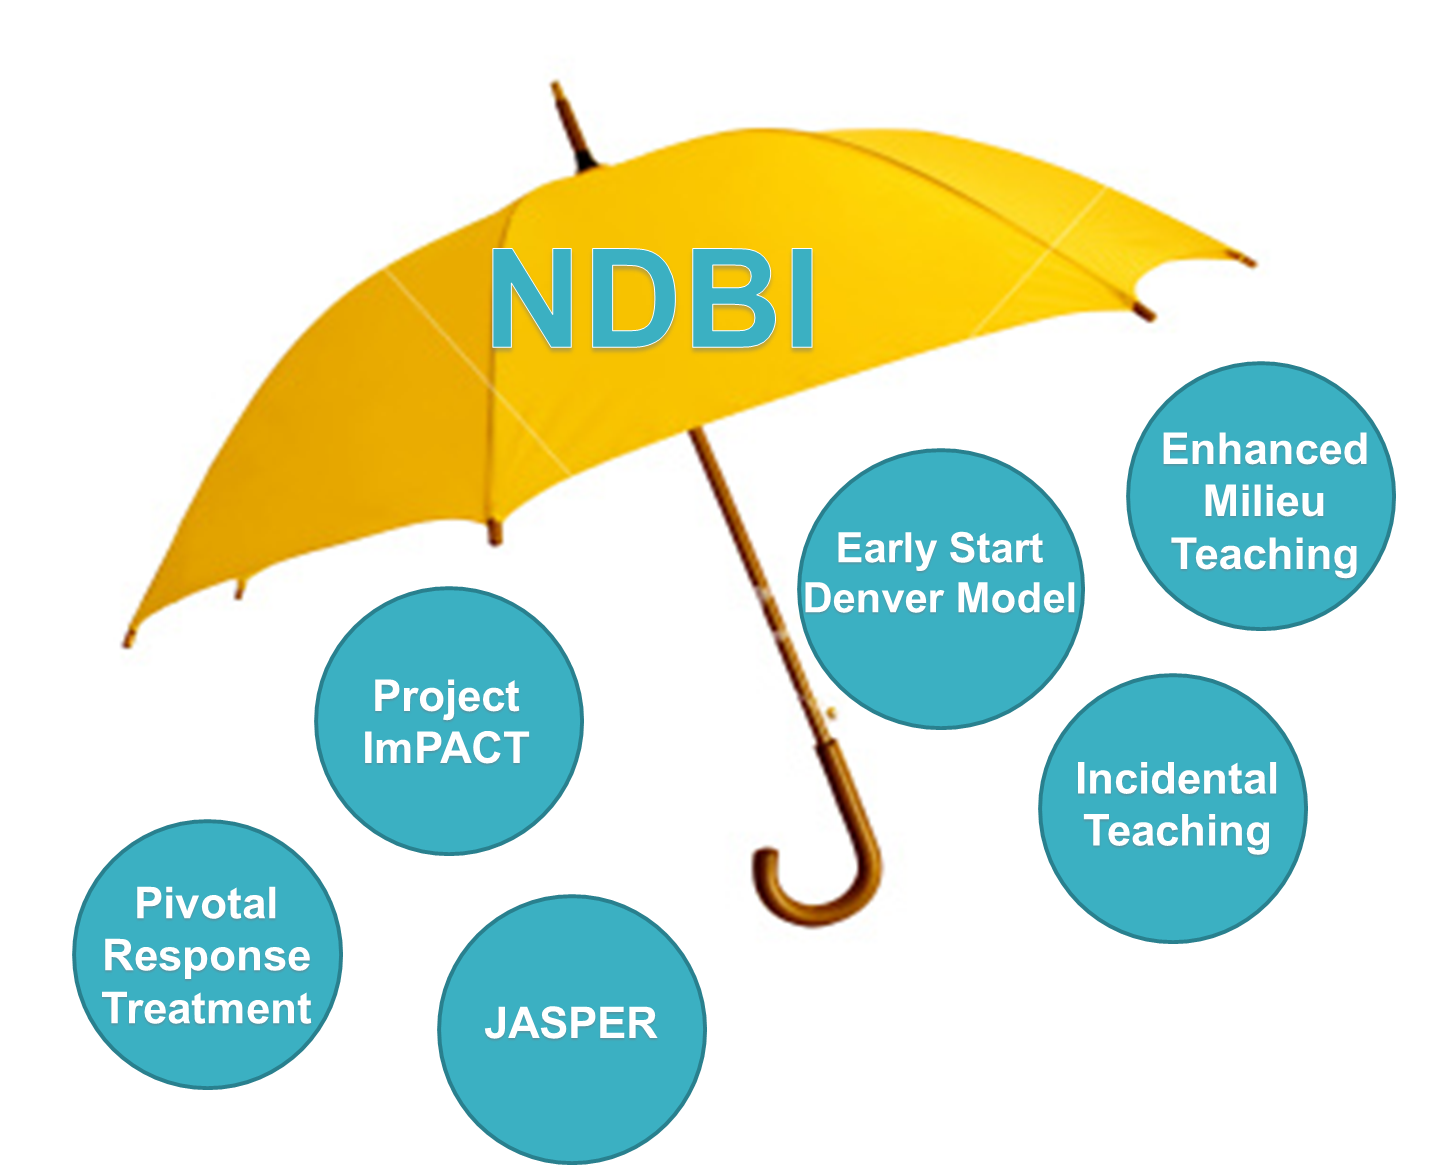 NDBI
Enhanced
Milieu
Teaching
Early Start
Denver Model
Project
ImPACT
Incidental
Teaching
Pivotal
Response
Treatment
JASPER